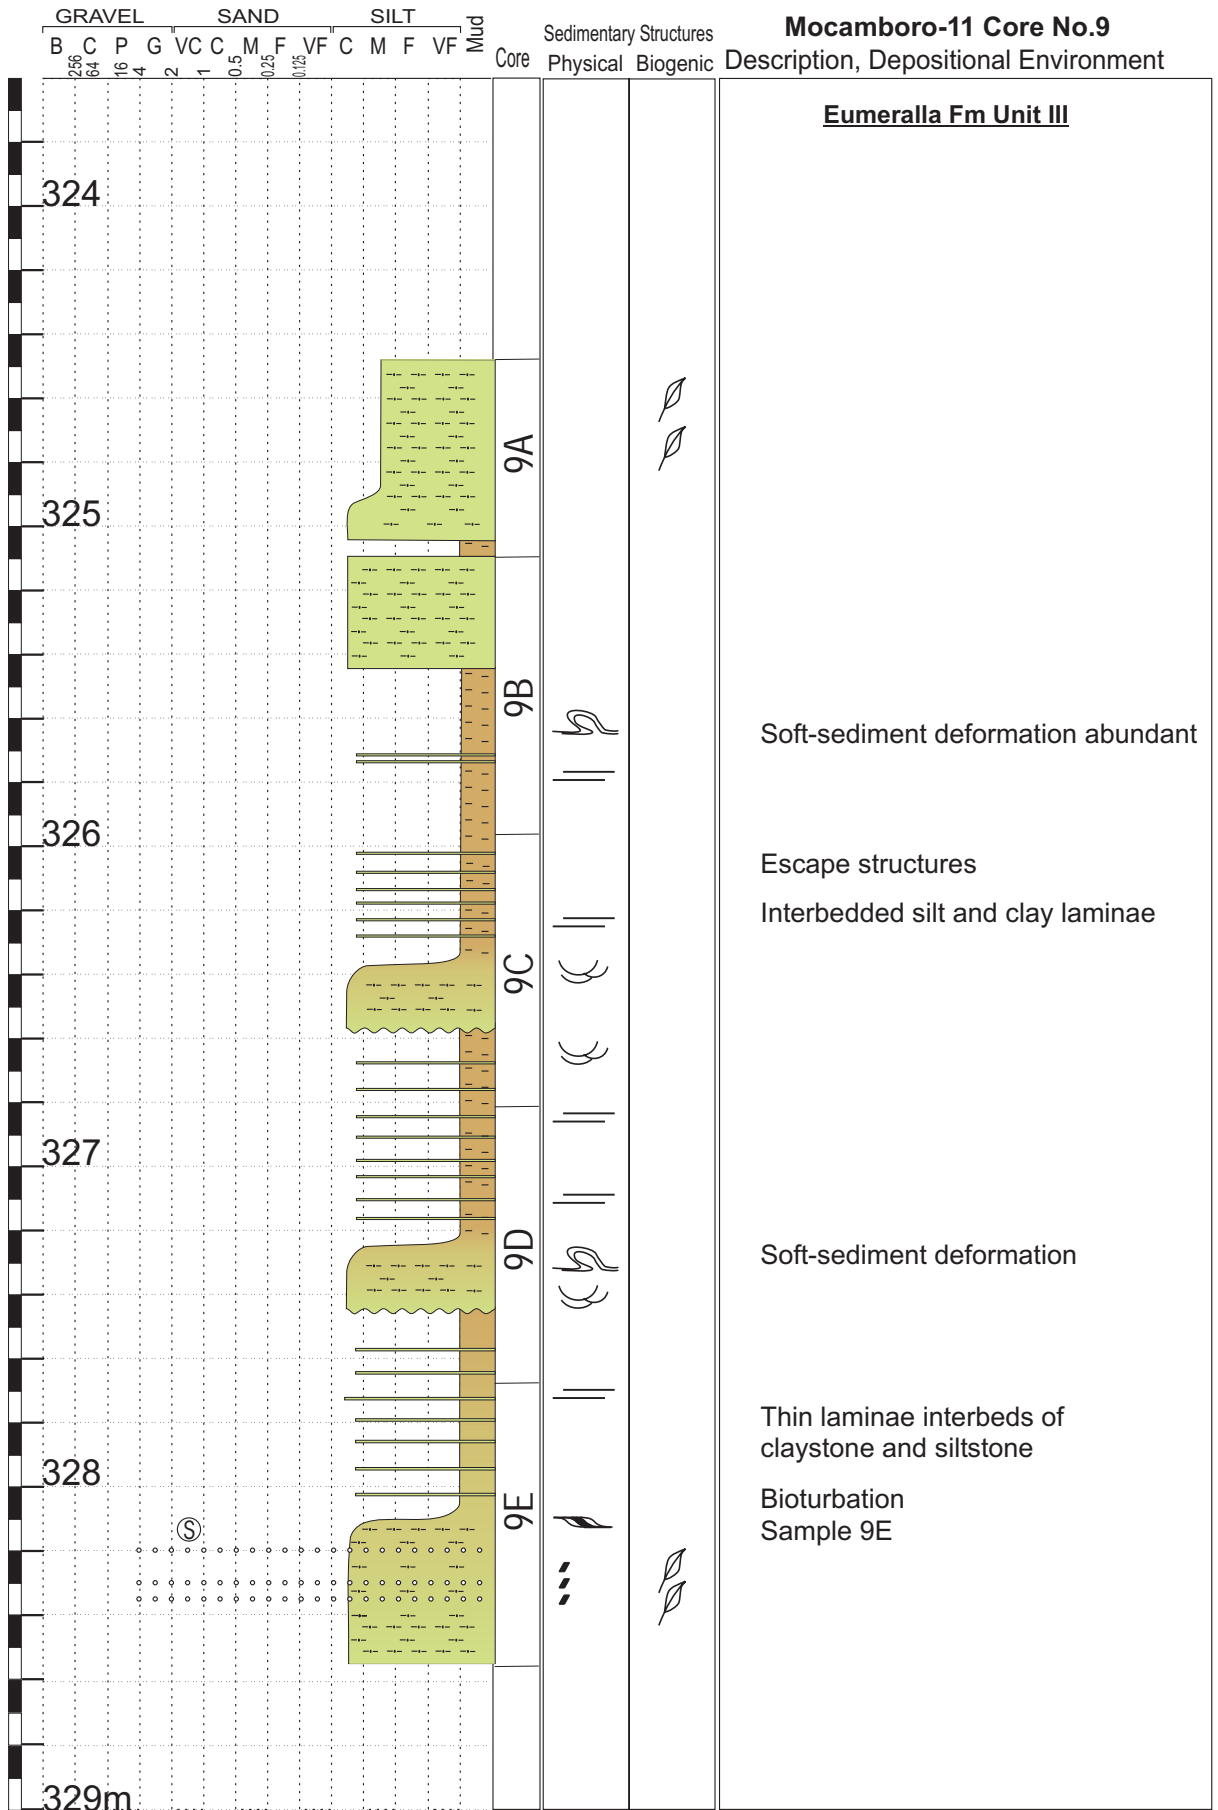 GRAVEL SAND SILT
B C P G VC C M F VF C M F VF Mud
256 64 16 4 2 1 0.5 0.25 0.125
Core
Sedimentary Structures
Physical Biogenic
Mocamboro-11 Core No.9
Description, Depositional Environment
Eumeralla Fm Unit III
324
9A
325
9B
Soft-sediment deformation abundant
326
Escape structures
Interbedded silt and clay laminae
9C
327
9D
Soft-sediment deformation
Thin laminae interbeds of
claystone and siltstone
328
9E
Bioturbation
S
Sample 9E
329m